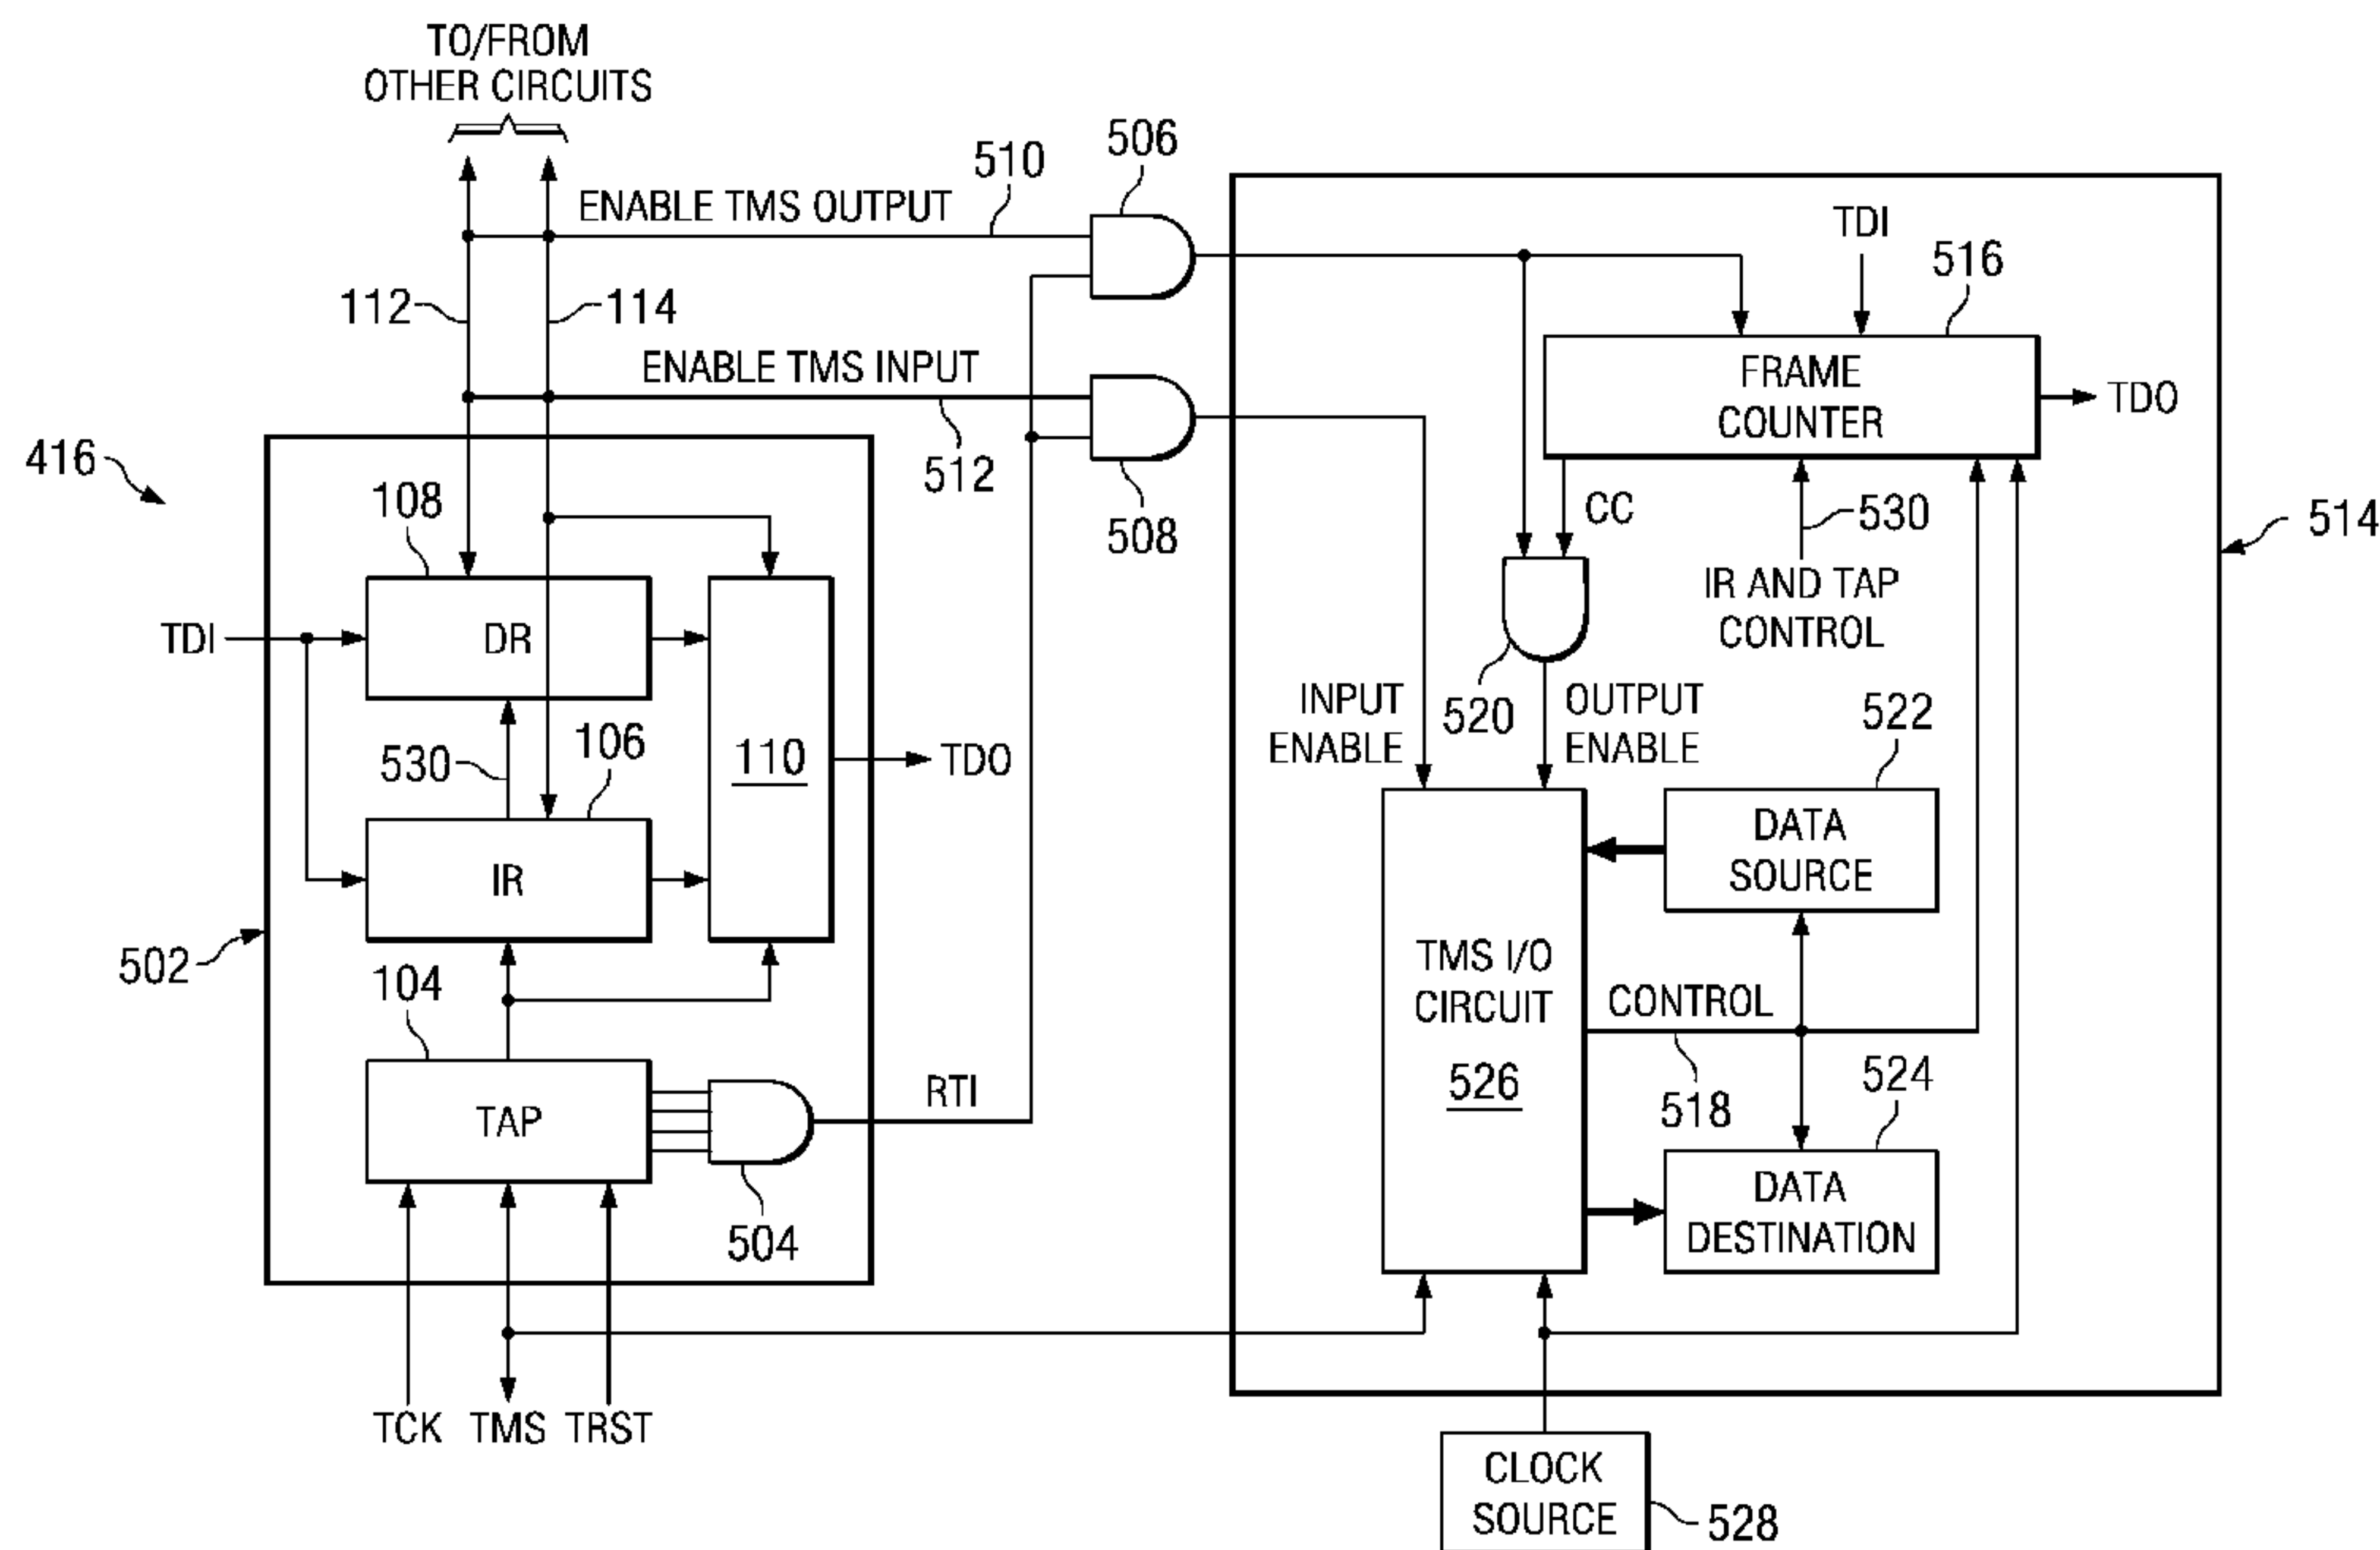 TO/FROM
OTHER CIRCUITS
506
510
ENABLE TMS OUTPUT
TDI
516
112
114
ENABLE TMS INPUT
FRAME
COUNTER
TDO
416
512
108
508
CC
530
514
IR AND TAP
CONTROL
TDI
DR
INPUT
ENABLE
520
OUTPUT
ENABLE
522
530
106
110
TDO
DATA
SOURCE
IR
502
104
TMS I/O
CIRCUIT
526
CONTROL
518
524
TAP
RTI
504
DATA
DESTINATION
TCK
TMS
TRST
CLOCK
SOURCE
528